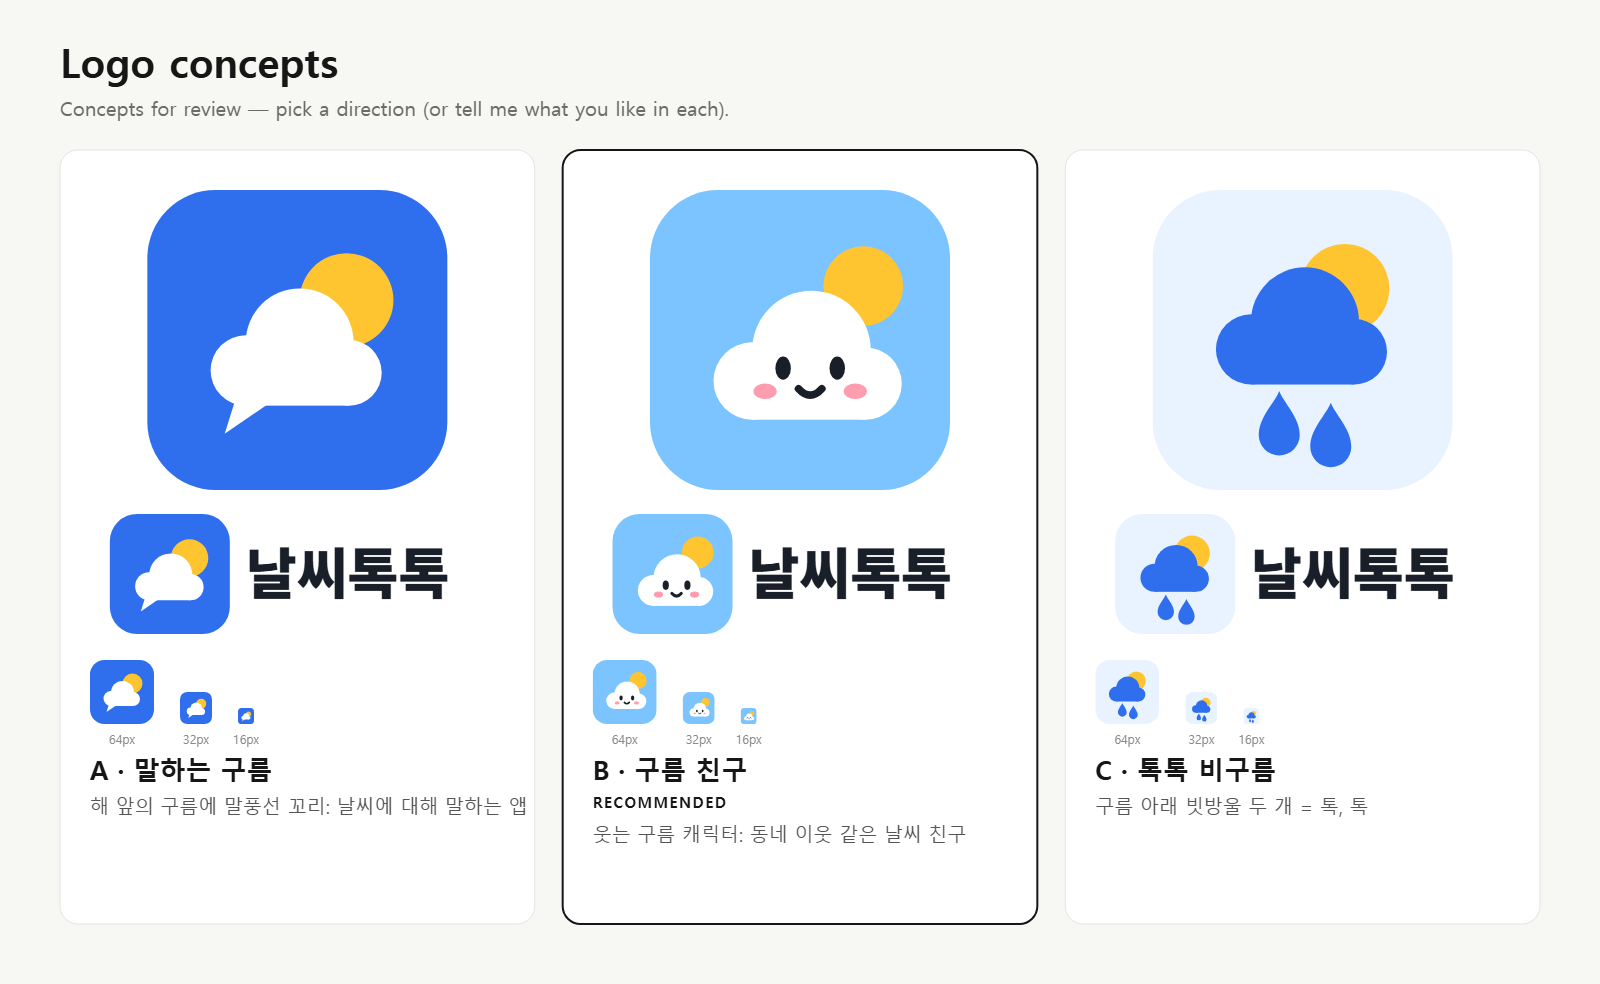 Logo concepts
Concepts for review — pick a direction (or tell me what you like in each).
날씨톡톡
64px 32px 16px
A · 말하는 구름
해 앞의 구름에 말풍선 꼬리: 날씨에 대해 말하는 앱
날씨톡톡
64px 32px 16px
B · 구름 친구
RECOMMENDED
웃는 구름 캐릭터: 동네 이웃 같은 날씨 친구
날씨톡톡
64px 32px 16px
C · 톡톡 비구름
구름 아래 빗방울 두 개 = 톡, 톡